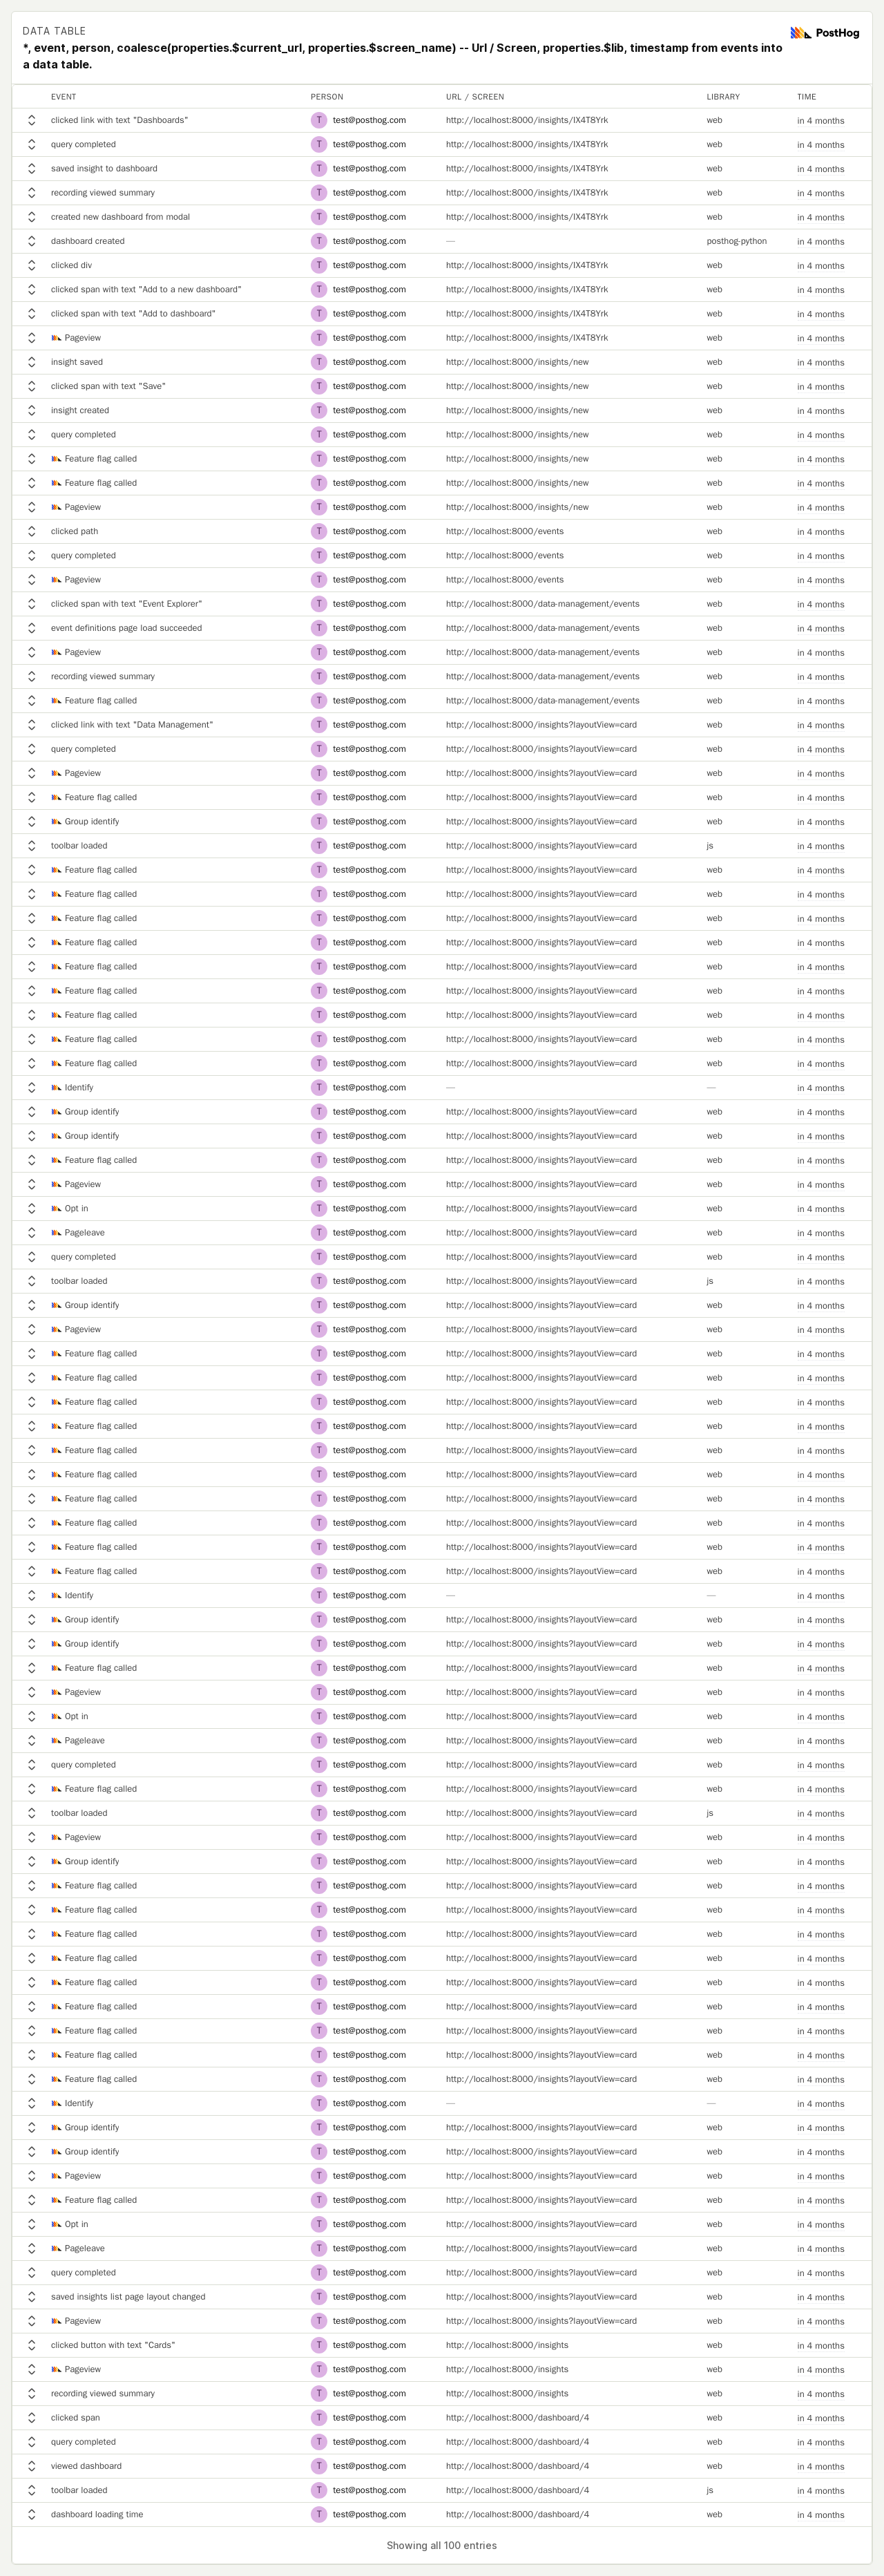 DATA TABLE
*, event, person, coalesce(properties.$current_url, properties.$screen_name) -- Url / Screen, properties.$lib, timestamp from events into
a data table.
PostHog
EVENT PERSON URL / SCREEN LIBRARY TIME
clicked link with text "Dashboards" T test@posthog.com http://localhost:8000/insights/IX4T8Yrk web in 4 months
query completed T test@posthog.com http://localhost:8000/insights/IX4T8Yrk web in 4 months
saved insight to dashboard T test@posthog.com http://localhost:8000/insights/IX4T8Yrk web in 4 months
recording viewed summary T test@posthog.com http://localhost:8000/insights/IX4T8Yrk web in 4 months
created new dashboard from modal T test@posthog.com http://localhost:8000/insights/IX4T8Yrk web in 4 months
dashboard created T test@posthog.com — posthog-python in 4 months
clicked div T test@posthog.com http://localhost:8000/insights/IX4T8Yrk web in 4 months
clicked span with text "Add to a new dashboard" T test@posthog.com http://localhost:8000/insights/IX4T8Yrk web in 4 months
clicked span with text "Add to dashboard" T test@posthog.com http://localhost:8000/insights/IX4T8Yrk web in 4 months
Pageview T test@posthog.com http://localhost:8000/insights/IX4T8Yrk web in 4 months
insight saved T test@posthog.com http://localhost:8000/insights/new web in 4 months
clicked span with text "Save" T test@posthog.com http://localhost:8000/insights/new web in 4 months
insight created T test@posthog.com http://localhost:8000/insights/new web in 4 months
query completed T test@posthog.com http://localhost:8000/insights/new web in 4 months
Feature flag called T test@posthog.com http://localhost:8000/insights/new web in 4 months
Feature flag called T test@posthog.com http://localhost:8000/insights/new web in 4 months
Pageview T test@posthog.com http://localhost:8000/insights/new web in 4 months
clicked path T test@posthog.com http://localhost:8000/events web in 4 months
query completed T test@posthog.com http://localhost:8000/events web in 4 months
Pageview T test@posthog.com http://localhost:8000/events web in 4 months
clicked span with text "Event Explorer" T test@posthog.com http://localhost:8000/data-management/events web in 4 months
event definitions page load succeeded T test@posthog.com http://localhost:8000/data-management/events web in 4 months
Pageview T test@posthog.com http://localhost:8000/data-management/events web in 4 months
recording viewed summary T test@posthog.com http://localhost:8000/data-management/events web in 4 months
Feature flag called T test@posthog.com http://localhost:8000/data-management/events web in 4 months
clicked link with text "Data Management" T test@posthog.com http://localhost:8000/insights?layoutView=card web in 4 months
query completed T test@posthog.com http://localhost:8000/insights?layoutView=card web in 4 months
Pageview T test@posthog.com http://localhost:8000/insights?layoutView=card web in 4 months
Feature flag called T test@posthog.com http://localhost:8000/insights?layoutView=card web in 4 months
Group identify T test@posthog.com http://localhost:8000/insights?layoutView=card web in 4 months
toolbar loaded T test@posthog.com http://localhost:8000/insights?layoutView=card js in 4 months
Feature flag called T test@posthog.com http://localhost:8000/insights?layoutView=card web in 4 months
Feature flag called T test@posthog.com http://localhost:8000/insights?layoutView=card web in 4 months
Feature flag called T test@posthog.com http://localhost:8000/insights?layoutView=card web in 4 months
Feature flag called T test@posthog.com http://localhost:8000/insights?layoutView=card web in 4 months
Feature flag called T test@posthog.com http://localhost:8000/insights?layoutView=card web in 4 months
Feature flag called T test@posthog.com http://localhost:8000/insights?layoutView=card web in 4 months
Feature flag called T test@posthog.com http://localhost:8000/insights?layoutView=card web in 4 months
Feature flag called T test@posthog.com http://localhost:8000/insights?layoutView=card web in 4 months
Feature flag called T test@posthog.com http://localhost:8000/insights?layoutView=card web in 4 months
Identify T test@posthog.com — — in 4 months
Group identify T test@posthog.com http://localhost:8000/insights?layoutView=card web in 4 months
Group identify T test@posthog.com http://localhost:8000/insights?layoutView=card web in 4 months
Feature flag called T test@posthog.com http://localhost:8000/insights?layoutView=card web in 4 months
Pageview T test@posthog.com http://localhost:8000/insights?layoutView=card web in 4 months
Opt in T test@posthog.com http://localhost:8000/insights?layoutView=card web in 4 months
Pageleave T test@posthog.com http://localhost:8000/insights?layoutView=card web in 4 months
query completed T test@posthog.com http://localhost:8000/insights?layoutView=card web in 4 months
toolbar loaded T test@posthog.com http://localhost:8000/insights?layoutView=card js in 4 months
Group identify T test@posthog.com http://localhost:8000/insights?layoutView=card web in 4 months
Pageview T test@posthog.com http://localhost:8000/insights?layoutView=card web in 4 months
Feature flag called T test@posthog.com http://localhost:8000/insights?layoutView=card web in 4 months
Feature flag called T test@posthog.com http://localhost:8000/insights?layoutView=card web in 4 months
Feature flag called T test@posthog.com http://localhost:8000/insights?layoutView=card web in 4 months
Feature flag called T test@posthog.com http://localhost:8000/insights?layoutView=card web in 4 months
Feature flag called T test@posthog.com http://localhost:8000/insights?layoutView=card web in 4 months
Feature flag called T test@posthog.com http://localhost:8000/insights?layoutView=card web in 4 months
Feature flag called T test@posthog.com http://localhost:8000/insights?layoutView=card web in 4 months
Feature flag called T test@posthog.com http://localhost:8000/insights?layoutView=card web in 4 months
Feature flag called T test@posthog.com http://localhost:8000/insights?layoutView=card web in 4 months
Feature flag called T test@posthog.com http://localhost:8000/insights?layoutView=card web in 4 months
Identify T test@posthog.com — — in 4 months
Group identify T test@posthog.com http://localhost:8000/insights?layoutView=card web in 4 months
Group identify T test@posthog.com http://localhost:8000/insights?layoutView=card web in 4 months
Feature flag called T test@posthog.com http://localhost:8000/insights?layoutView=card web in 4 months
Pageview T test@posthog.com http://localhost:8000/insights?layoutView=card web in 4 months
Opt in T test@posthog.com http://localhost:8000/insights?layoutView=card web in 4 months
Pageleave T test@posthog.com http://localhost:8000/insights?layoutView=card web in 4 months
query completed T test@posthog.com http://localhost:8000/insights?layoutView=card web in 4 months
Feature flag called T test@posthog.com http://localhost:8000/insights?layoutView=card web in 4 months
toolbar loaded T test@posthog.com http://localhost:8000/insights?layoutView=card js in 4 months
Pageview T test@posthog.com http://localhost:8000/insights?layoutView=card web in 4 months
Group identify T test@posthog.com http://localhost:8000/insights?layoutView=card web in 4 months
Feature flag called T test@posthog.com http://localhost:8000/insights?layoutView=card web in 4 months
Feature flag called T test@posthog.com http://localhost:8000/insights?layoutView=card web in 4 months
Feature flag called T test@posthog.com http://localhost:8000/insights?layoutView=card web in 4 months
Feature flag called T test@posthog.com http://localhost:8000/insights?layoutView=card web in 4 months
Feature flag called T test@posthog.com http://localhost:8000/insights?layoutView=card web in 4 months
Feature flag called T test@posthog.com http://localhost:8000/insights?layoutView=card web in 4 months
Feature flag called T test@posthog.com http://localhost:8000/insights?layoutView=card web in 4 months
Feature flag called T test@posthog.com http://localhost:8000/insights?layoutView=card web in 4 months
Feature flag called T test@posthog.com http://localhost:8000/insights?layoutView=card web in 4 months
Identify T test@posthog.com — — in 4 months
Group identify T test@posthog.com http://localhost:8000/insights?layoutView=card web in 4 months
Group identify T test@posthog.com http://localhost:8000/insights?layoutView=card web in 4 months
Pageview T test@posthog.com http://localhost:8000/insights?layoutView=card web in 4 months
Feature flag called T test@posthog.com http://localhost:8000/insights?layoutView=card web in 4 months
Opt in T test@posthog.com http://localhost:8000/insights?layoutView=card web in 4 months
Pageleave T test@posthog.com http://localhost:8000/insights?layoutView=card web in 4 months
query completed T test@posthog.com http://localhost:8000/insights?layoutView=card web in 4 months
saved insights list page layout changed T test@posthog.com http://localhost:8000/insights?layoutView=card web in 4 months
Pageview T test@posthog.com http://localhost:8000/insights?layoutView=card web in 4 months
clicked button with text "Cards" T test@posthog.com http://localhost:8000/insights web in 4 months
Pageview T test@posthog.com http://localhost:8000/insights web in 4 months
recording viewed summary T test@posthog.com http://localhost:8000/insights web in 4 months
clicked span T test@posthog.com http://localhost:8000/dashboard/4 web in 4 months
query completed T test@posthog.com http://localhost:8000/dashboard/4 web in 4 months
viewed dashboard T test@posthog.com http://localhost:8000/dashboard/4 web in 4 months
toolbar loaded T test@posthog.com http://localhost:8000/dashboard/4 js in 4 months
dashboard loading time T test@posthog.com http://localhost:8000/dashboard/4 web in 4 months
Showing all 100 entries